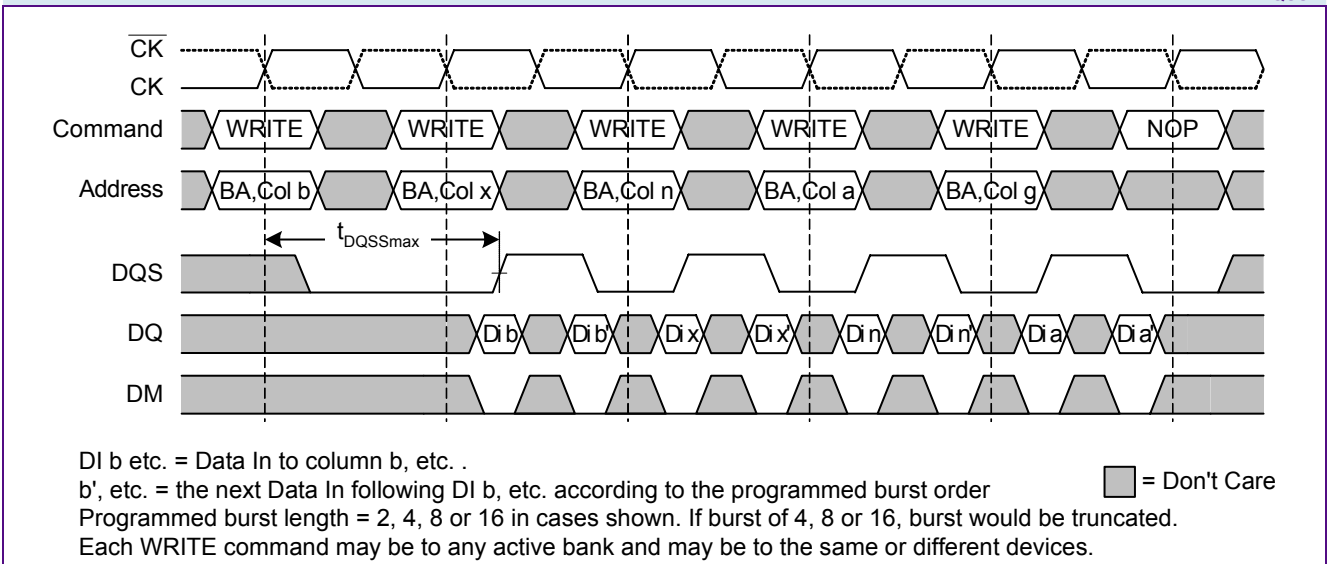 CK
CK
Command WRITE WRITE WRITE WRITE WRITE NOP
Address BA,Col b BA,Col x BA,Col n BA,Col a BA,Col g
tDQSSmax
DQS
DQ Di b Di b' Di x Di x' Di n Di n' Di a Di a'
DM
DI b etc. = Data In to column b, etc. .
b', etc. = the next Data In following DI b, etc. according to the programmed burst order
= Don't Care
Programmed burst length = 2, 4, 8 or 16 in cases shown. If burst of 4, 8 or 16, burst would be truncated.
Each WRITE command may be to any active bank and may be to the same or different devices.